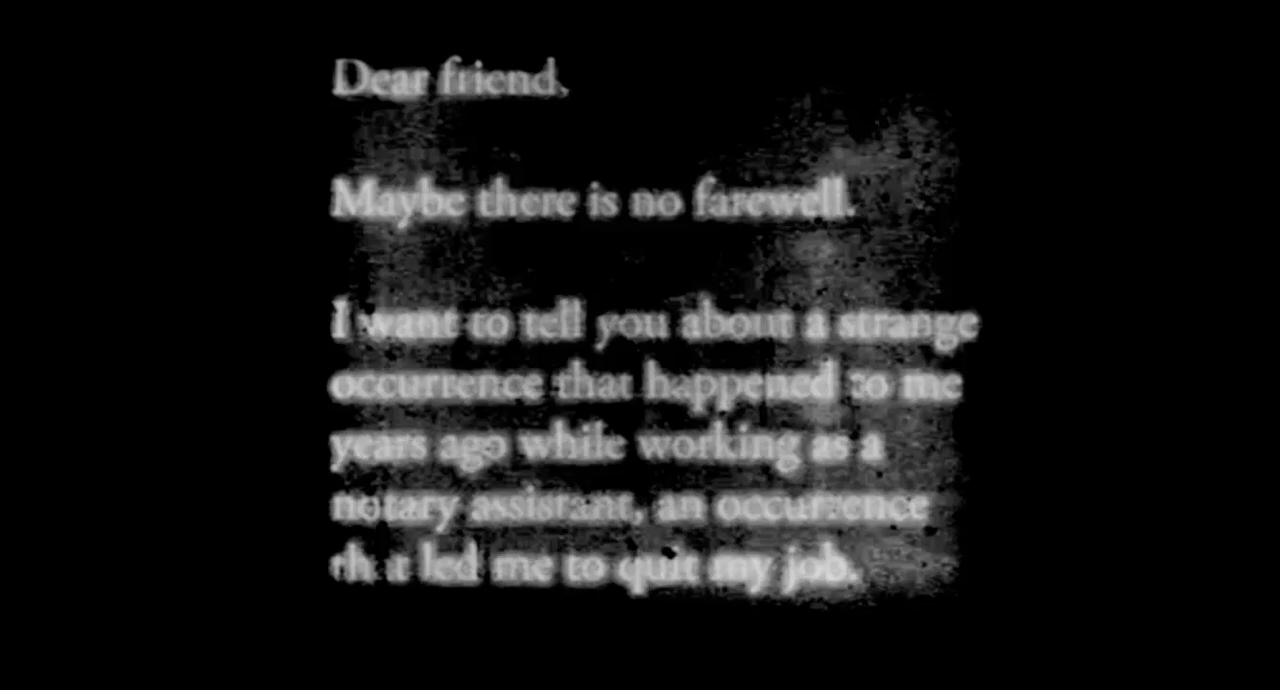 Dear friend,
Maybe there is no farewell.
I want to tell you about a strange
occurrence that happened to me
years ago while working as a
notary assistant, an occurrence
that led me to quit my job.